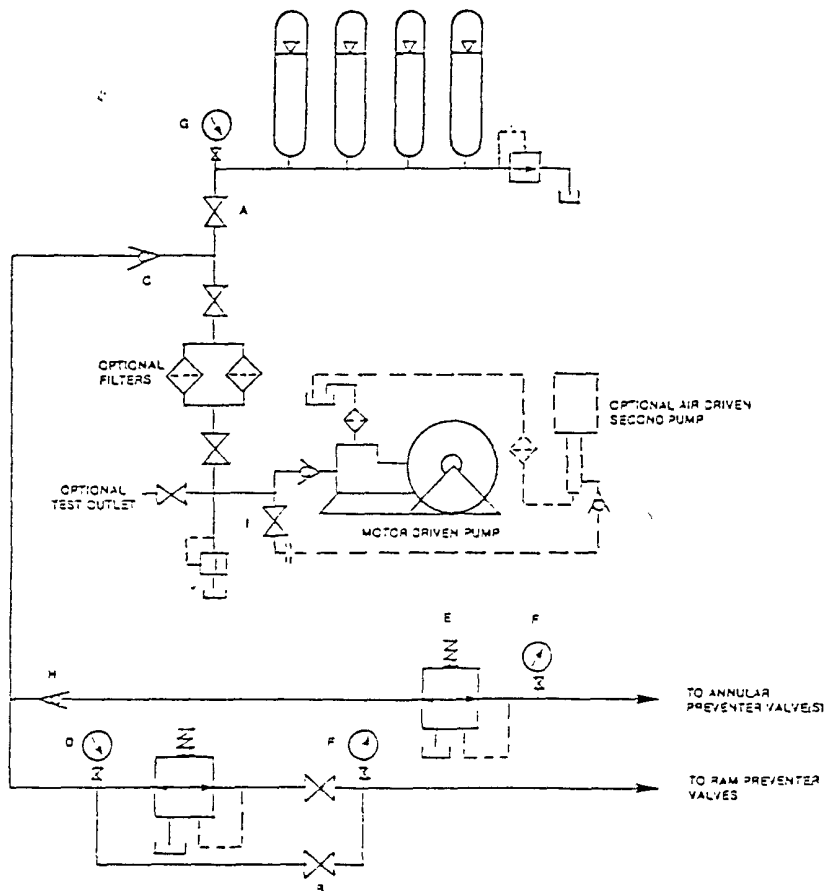 G
A
C
OPTIONAL
FILTERS
OPTIONAL AIR DRIVEN
SECOND PUMP
OPTIONAL
TEST OUTLET
I
MOTOR DRIVEN PUMP
E
F
H
TO ANNULAR
PREVENTER VALVE(S)
D
F
TO RAM PREVENTER
VALVES
B